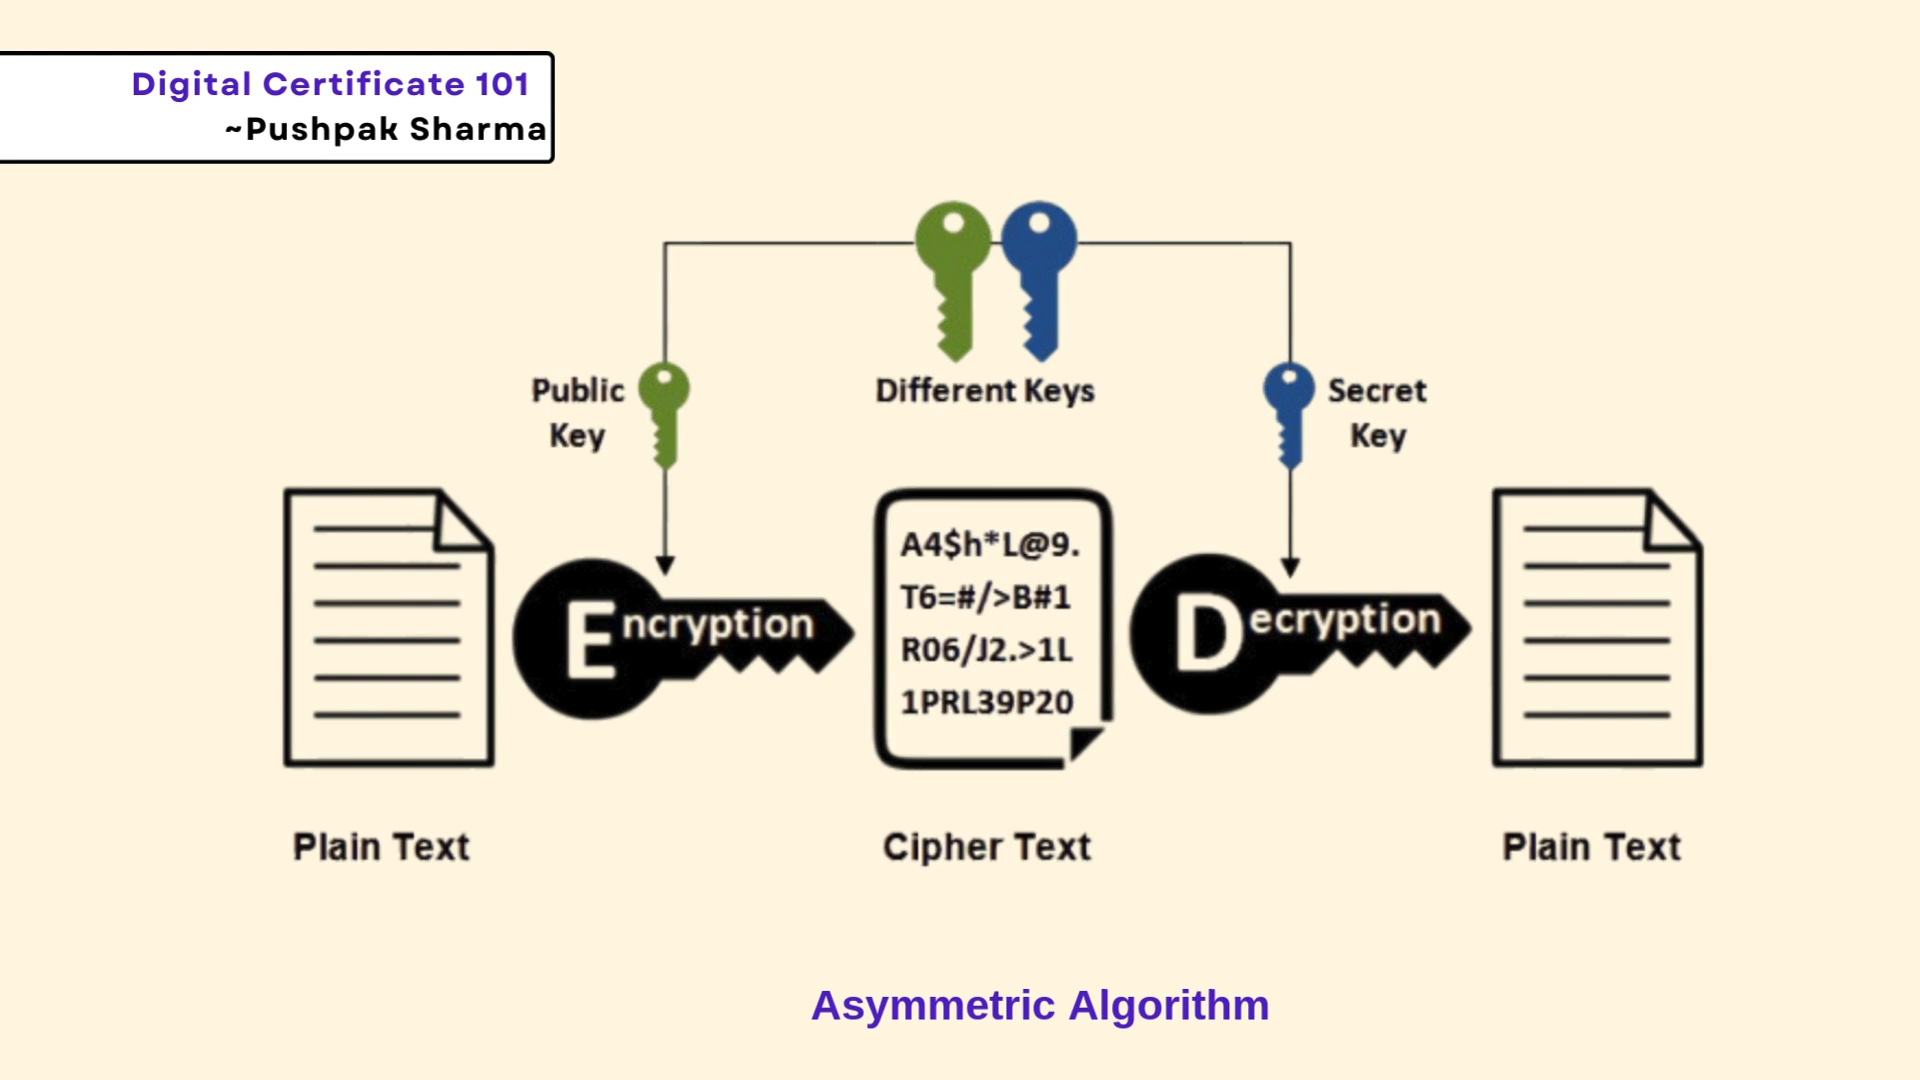 Digital Certificate 101
~Pushpak Sharma
Different Keys
Public
Key
Secret
Key
Encryption
A4$h*L@9.
T6=#/>B#1
R06/J2.>1L
1PRL39P20
Decryption
Plain Text
Cipher Text
Plain Text
Asymmetric Algorithm